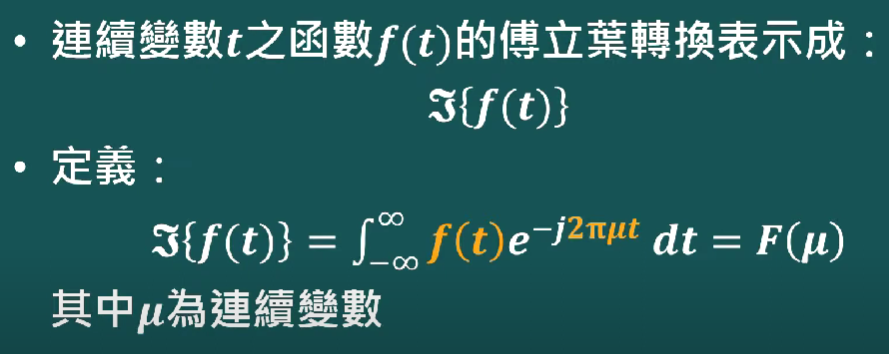 • 連續變數t之函數f(t)的傅立葉轉換表示成：
ℑ{f(t)}
• 定義：
ℑ{f(t)} = ∫_{-∞}^{∞} f(t)e^{-j2πμt} dt = F(μ)
其中μ為連續變數